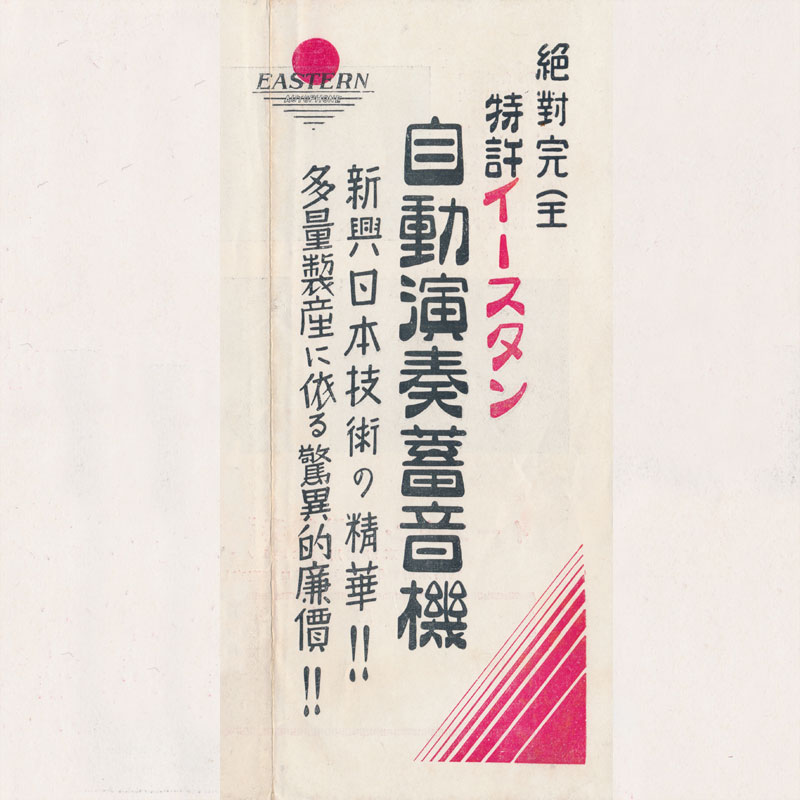 絶對完全
特許イースタン
自動演奏蓄音機
新興日本技術の精華!!
多量製産に依る驚異的廉價!!
EASTERN
AUTOPHONE